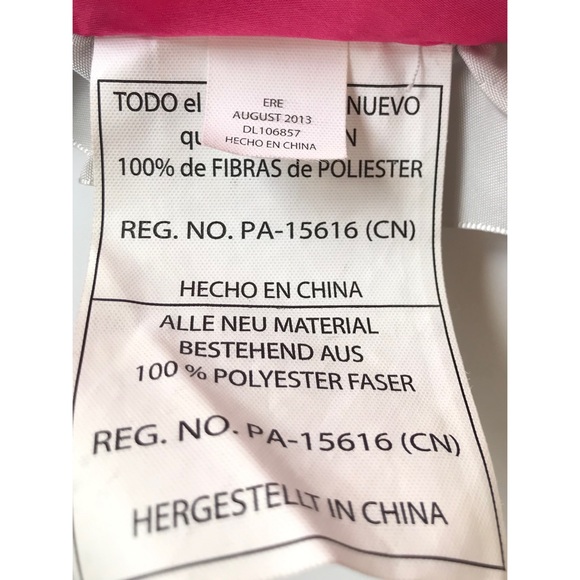 ERE
AUGUST 2013
DL106857
HECHO EN CHINA
TODO el NUEVO
100% de FIBRAS de POLIESTER
REG. NO. PA-15616 (CN)
HECHO EN CHINA
ALLE NEU MATERIAL
BESTEHEND AUS
100 % POLYESTER FASER
REG. NO. PA-15616 (CN)
HERGESTELLT IN CHINA